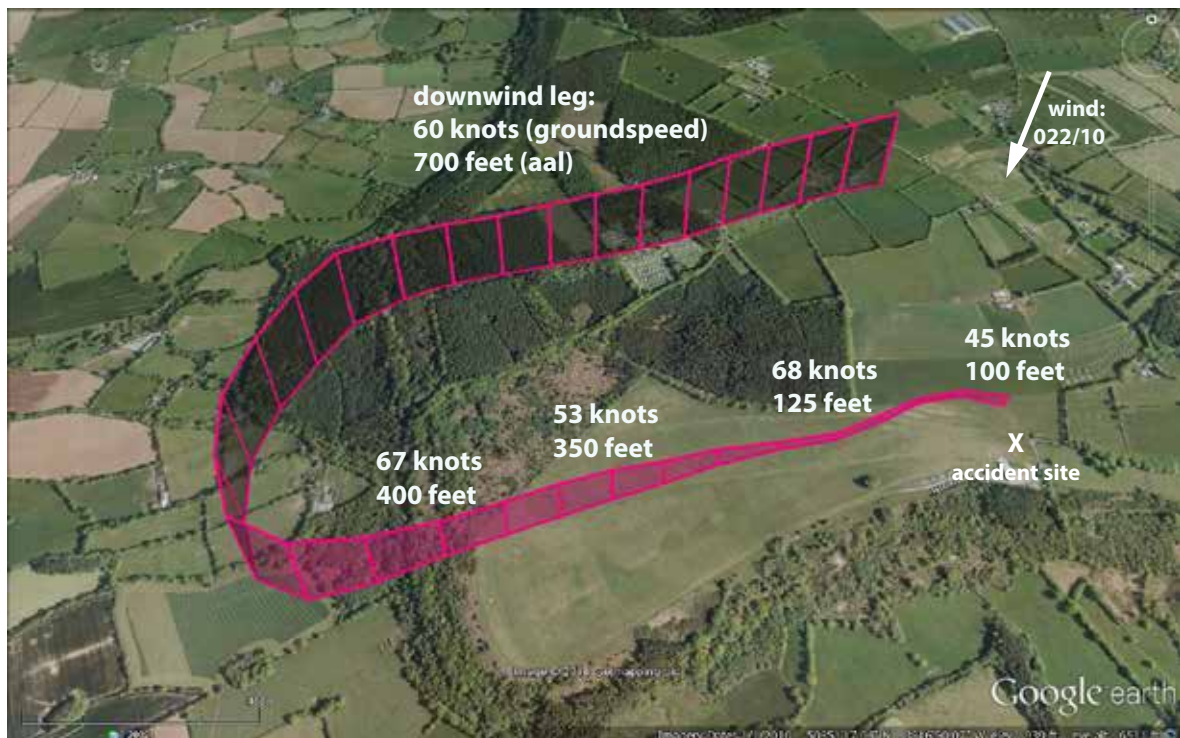 downwind leg:
60 knots (groundspeed)
700 feet (aal)
wind:
022/10
45 knots
100 feet
68 knots
125 feet
53 knots
350 feet
67 knots
400 feet
X
accident site
Google earth